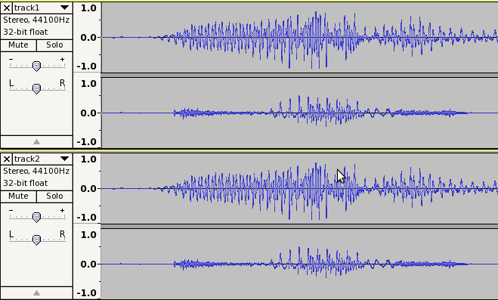 track1
Stereo, 44100Hz
32-bit float
Mute Solo
- +
L R
1.0
0.0
-1.0
1.0
0.0
-1.0
track2
Stereo, 44100Hz
32-bit float
Mute Solo
- +
L R
1.0
0.0
-1.0
1.0
0.0
-1.0